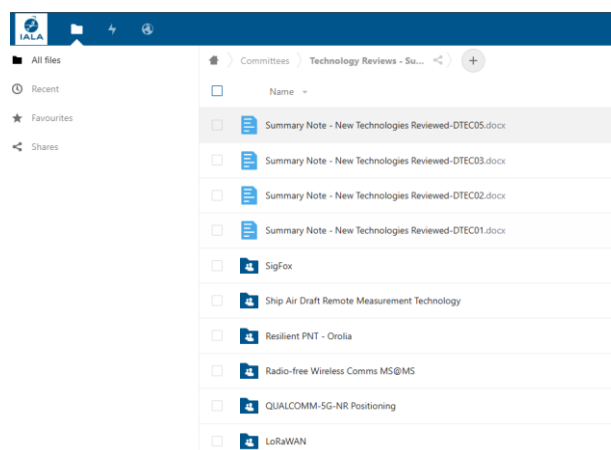 IALA
All files
Recent
Favourites
Shares
Committees
Technology Reviews - Su...
+
Name
Summary Note - New Technologies Reviewed-DTEC05.docx
Summary Note - New Technologies Reviewed-DTEC03.docx
Summary Note - New Technologies Reviewed-DTEC02.docx
Summary Note - New Technologies Reviewed-DTEC01.docx
SigFox
Ship Air Draft Remote Measurement Technology
Resilient PNT - Orolia
Radio-free Wireless Comms MS@MS
QUALCOMM-5G-NR Positioning
LoRaWAN